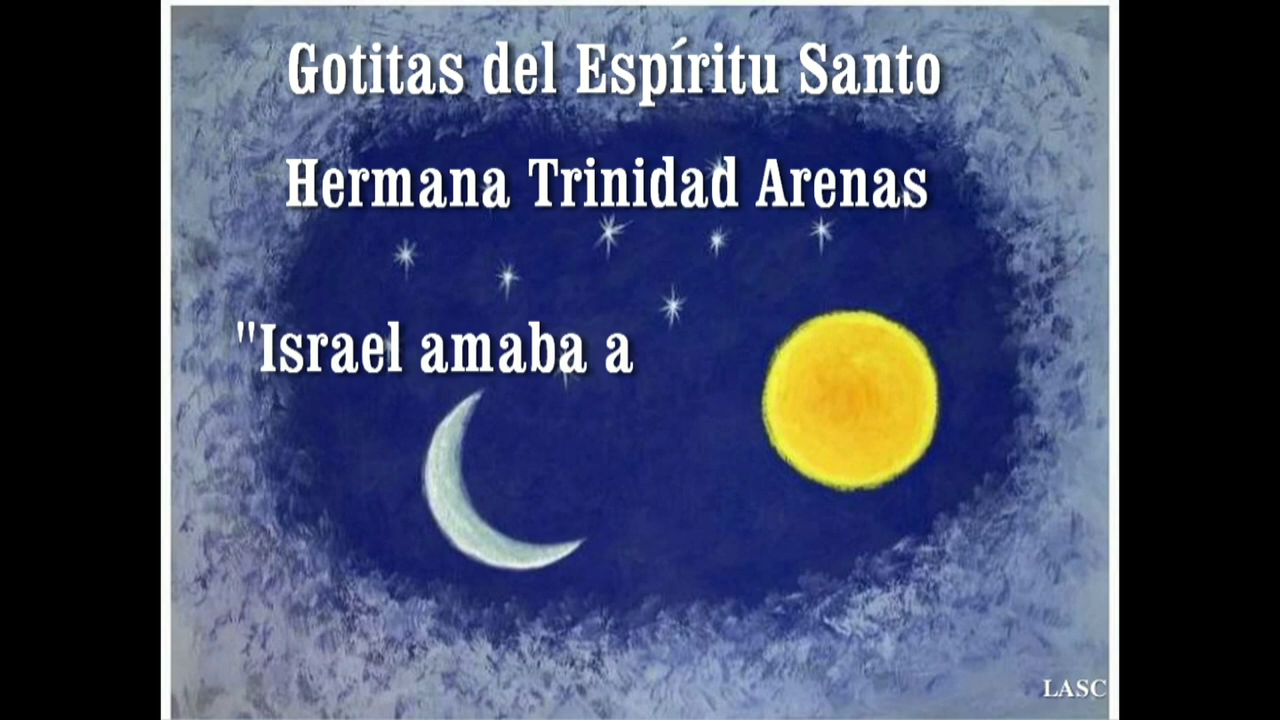 Gotitas del Espíritu Santo
Hermana Trinidad Arenas
"Israel amaba a
LASC